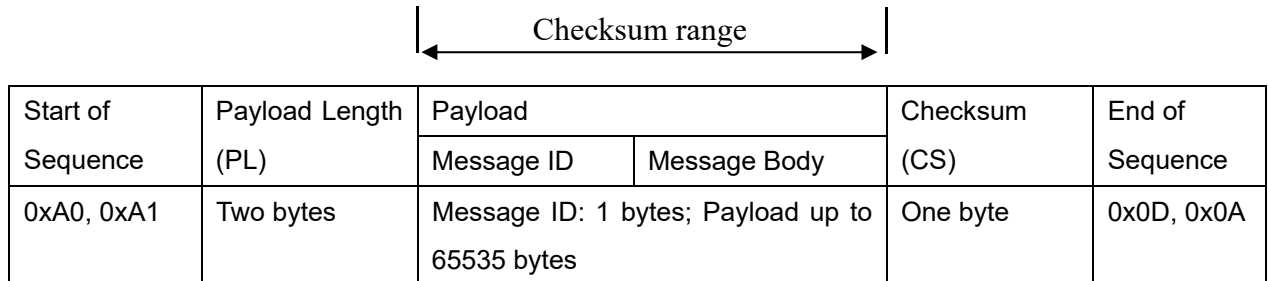 Checksum range
Start of Payload Length Payload Checksum End of
Sequence (PL) Message ID Message Body (CS) Sequence
0xA0, 0xA1 Two bytes Message ID: 1 bytes; Payload up to One byte 0x0D, 0x0A
65535 bytes